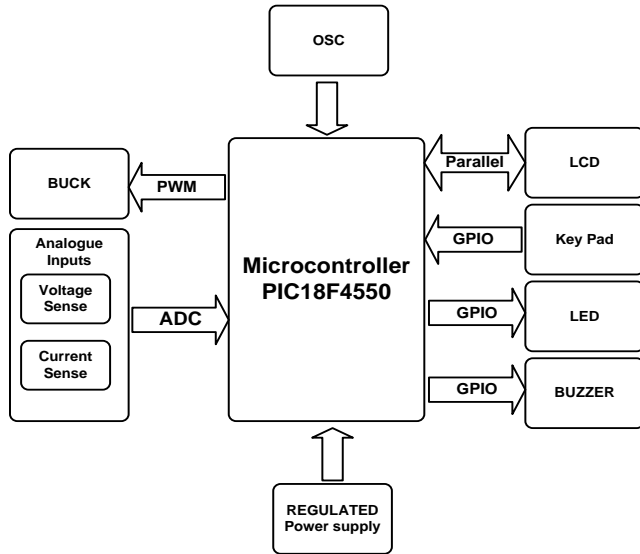 OSC
BUCK
PWM
Analogue
Inputs
Voltage
Sense
Current
Sense
ADC
Microcontroller
PIC18F4550
Parallel
LCD
GPIO
Key Pad
GPIO
LED
GPIO
BUZZER
REGULATED
Power supply